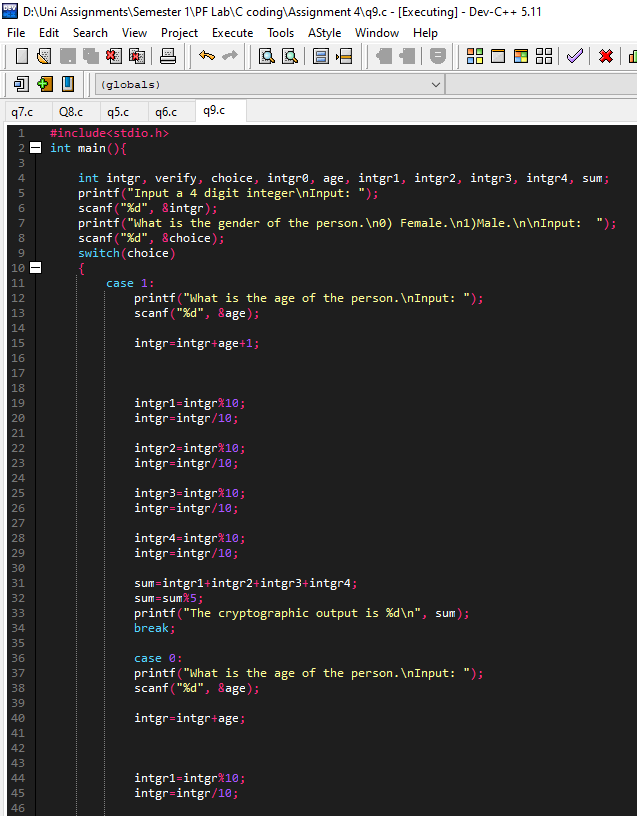 D:\Uni Assignments\Semester 1\PF Lab\C coding\Assignment 4\q9.c - [Executing] - Dev-C++ 5.11
File Edit Search View Project Execute Tools AStyle Window Help
(globals)
q7.c Q8.c q5.c q6.c q9.c
1 #include<stdio.h>
2 int main(){
3
4 int intgr, verify, choice, intgr0, age, intgr1, intgr2, intgr3, intgr4, sum;
5 printf("Input a 4 digit integer\nInput: ");
6 scanf("%d", &intgr);
7 printf("What is the gender of the person.\n0) Female.\n1)Male.\n\nInput:  ");
8 scanf("%d", &choice);
9 switch(choice)
10 {
11 case 1:
12 printf("What is the age of the person.\nInput: ");
13 scanf("%d", &age);
14
15 intgr=intgr+age+1;
16
17
18
19 intgr1=intgr%10;
20 intgr=intgr/10;
21
22 intgr2=intgr%10;
23 intgr=intgr/10;
24
25 intgr3=intgr%10;
26 intgr=intgr/10;
27
28 intgr4=intgr%10;
29 intgr=intgr/10;
30
31 sum=intgr1+intgr2+intgr3+intgr4;
32 sum=sum%5;
33 printf("The cryptographic output is %d\n", sum);
34 break;
35
36 case 0:
37 printf("What is the age of the person.\nInput: ");
38 scanf("%d", &age);
39
40 intgr=intgr+age;
41
42
43
44 intgr1=intgr%10;
45 intgr=intgr/10;
46